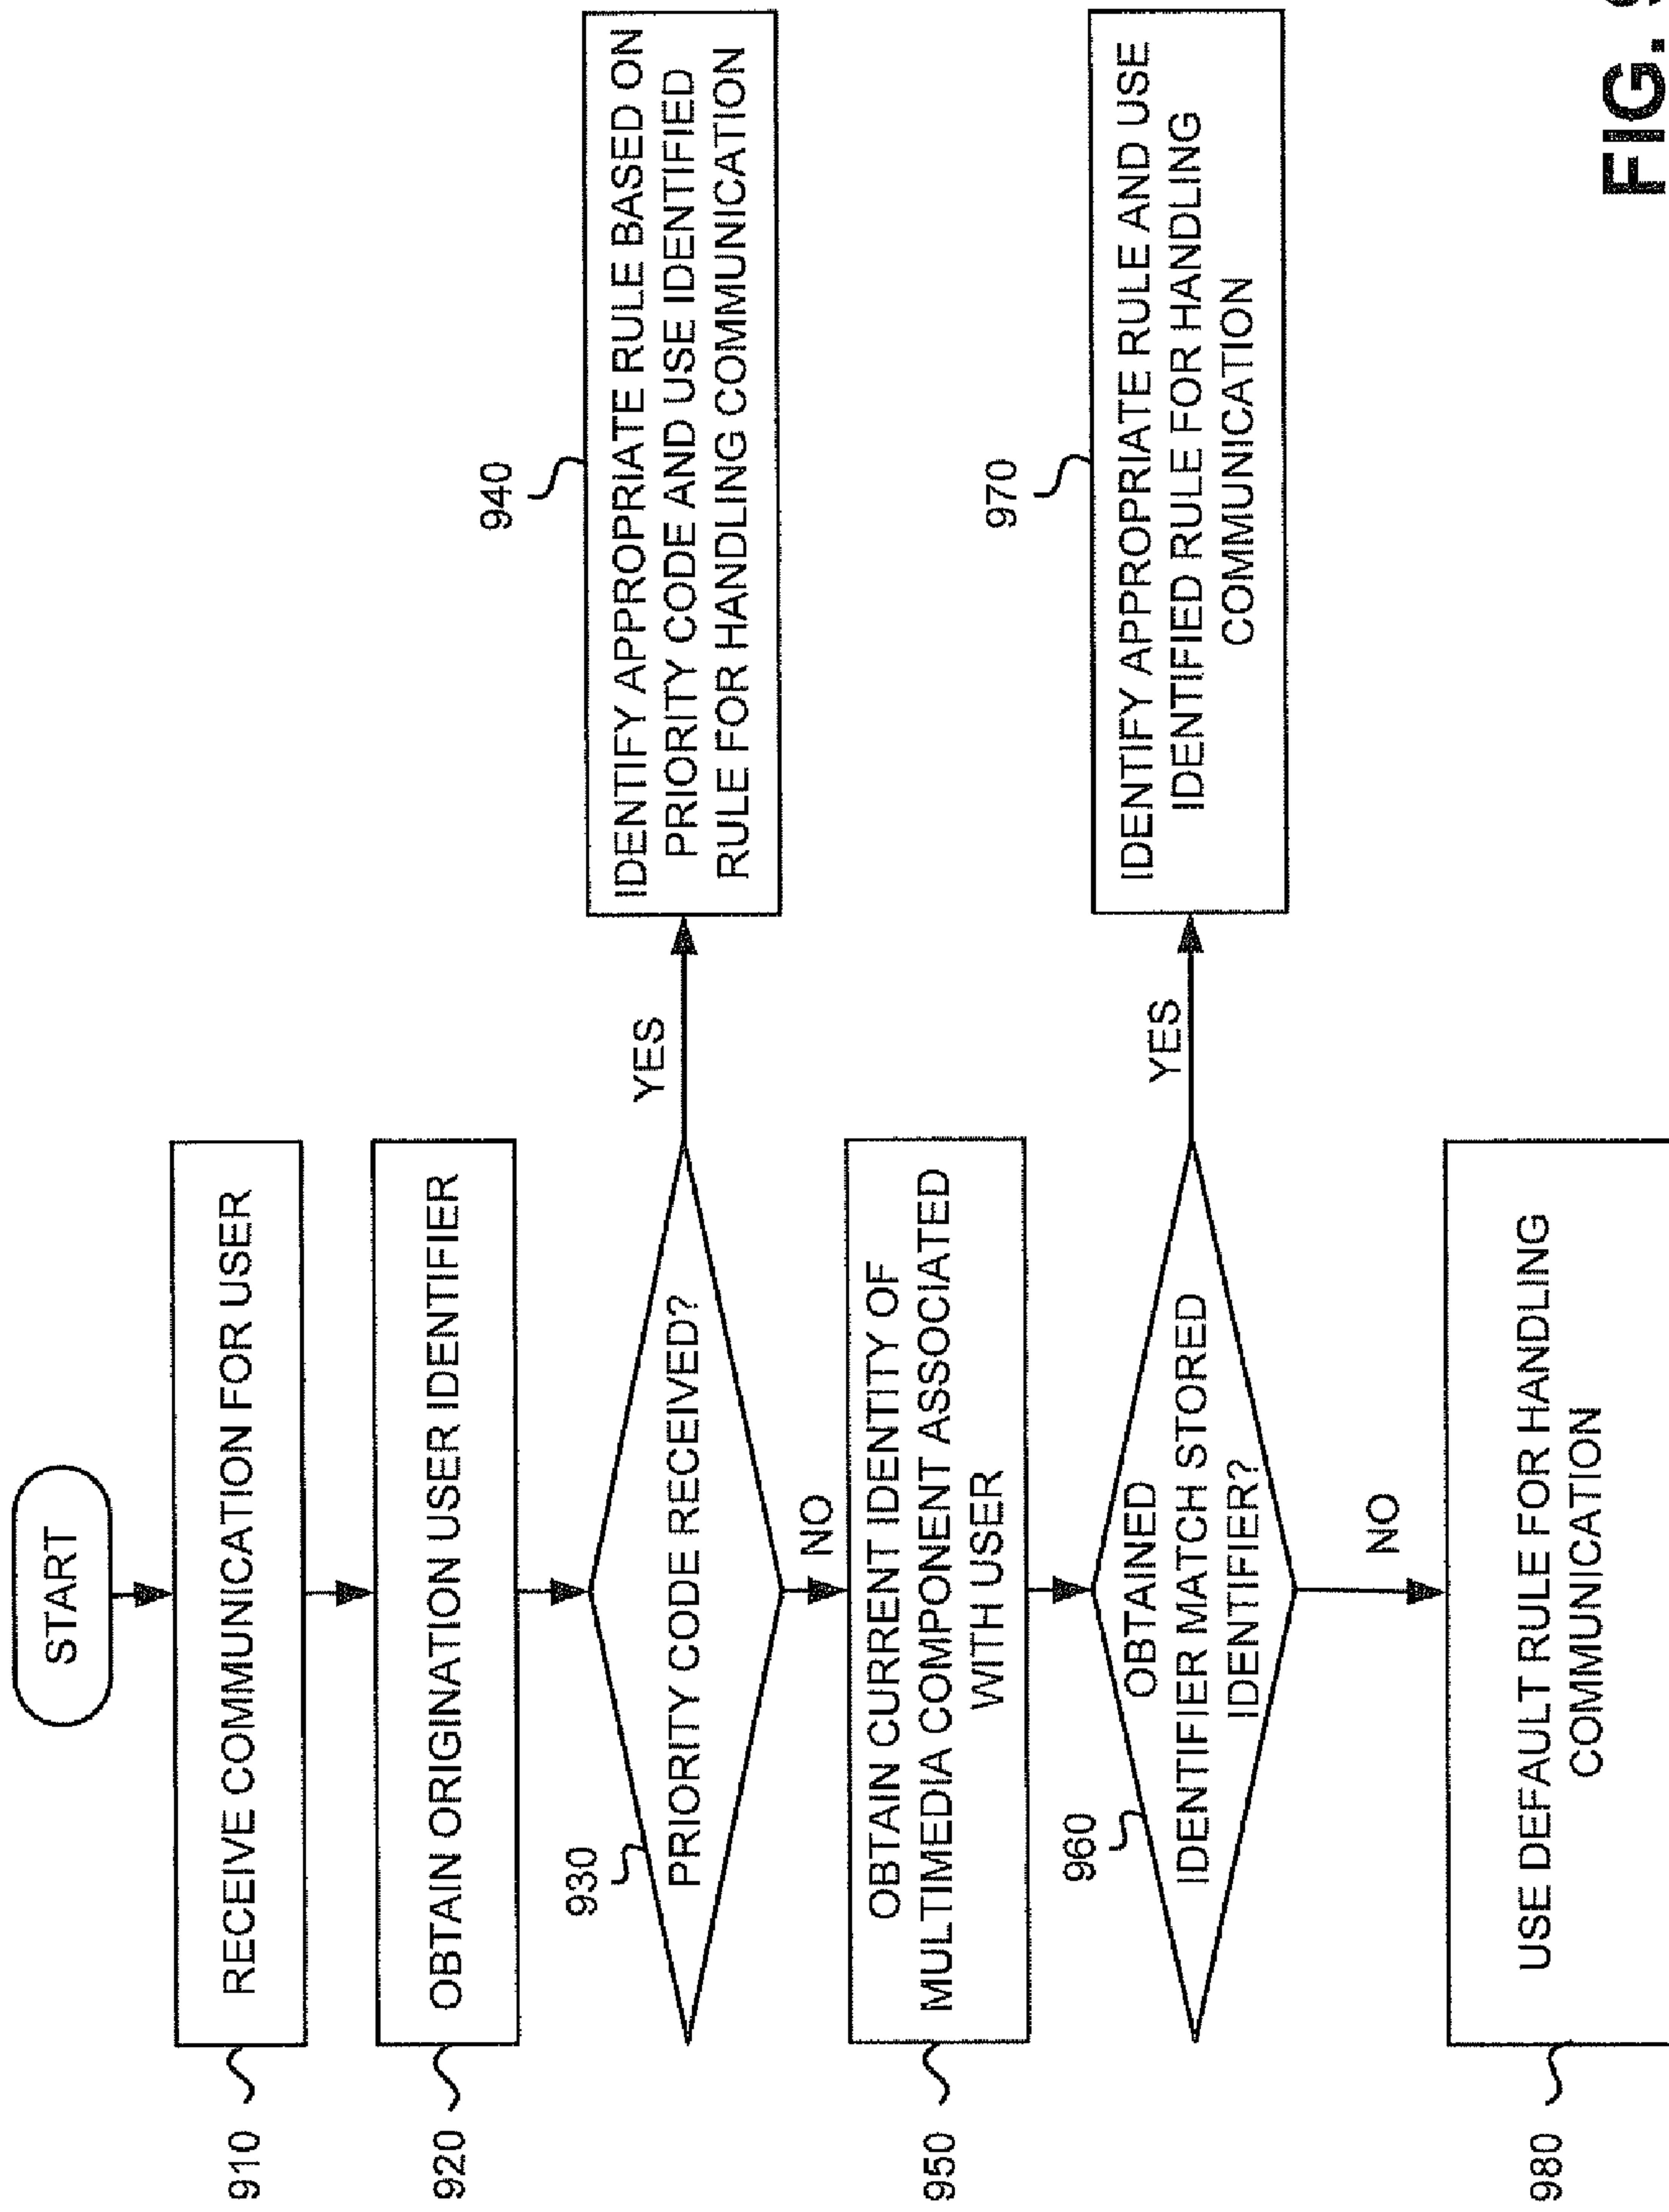 START
910
RECEIVE COMMUNICATION FOR USER
920
OBTAIN ORIGINATION USER IDENTIFIER
930
PRIORITY CODE RECEIVED?
YES
940
IDENTIFY APPROPRIATE RULE BASED ON
PRIORITY CODE AND USE IDENTIFIED
RULE FOR HANDLING COMMUNICATION
NO
950
OBTAIN CURRENT IDENTITY OF
MULTIMEDIA COMPONENT ASSOCIATED
WITH USER
960
OBTAINED
IDENTIFIER MATCH STORED
IDENTIFIER?
YES
970
IDENTIFY APPROPRIATE RULE AND USE
IDENTIFIED RULE FOR HANDLING
COMMUNICATION
NO
980
USE DEFAULT RULE FOR HANDLING
COMMUNICATION
FIG.